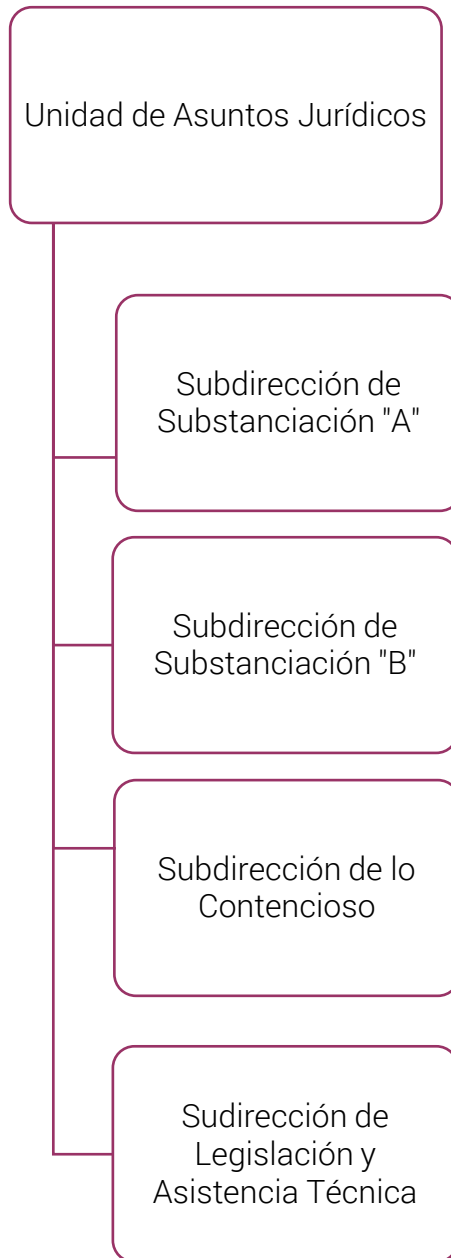 Unidad de Asuntos Jurídicos
Subdirección de
Substanciación "A"
Subdirección de
Substanciación "B"
Subdirección de lo
Contencioso
Sudirección de
Legislación y
Asistencia Técnica